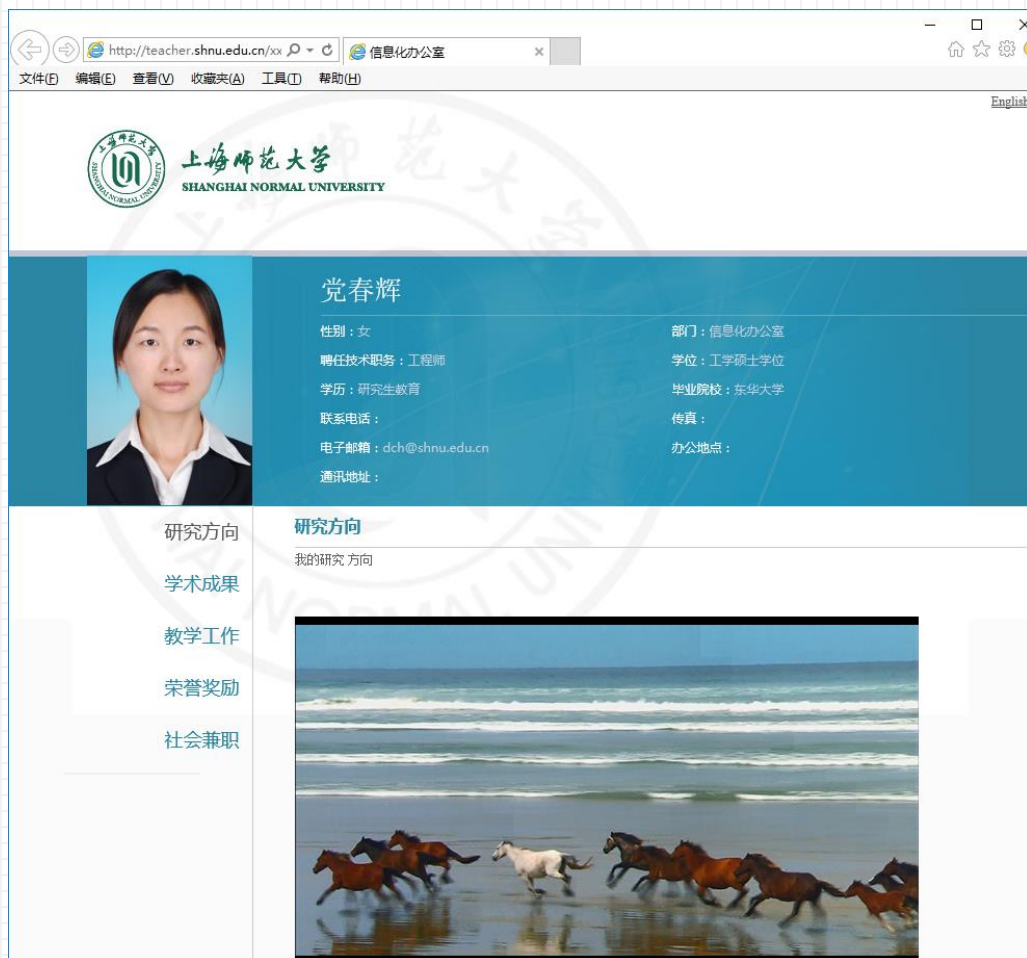 http://teacher.shnu.edu.cn/xx
信息化办公室
文件(F) 编辑(E) 查看(V) 收藏夹(A) 工具(T) 帮助(H)
English
上海师范大学
SHANGHAI NORMAL UNIVERSITY
党春辉
性别：女 部门：信息化办公室
聘任技术职务：工程师 学位：工学硕士学位
学历：研究生教育 毕业院校：东华大学
联系电话： 传真：
电子邮箱：dch@shnu.edu.cn 办公地点：
通讯地址：
研究方向
学术成果
教学工作
荣誉奖励
社会兼职
研究方向
我的研究 方向